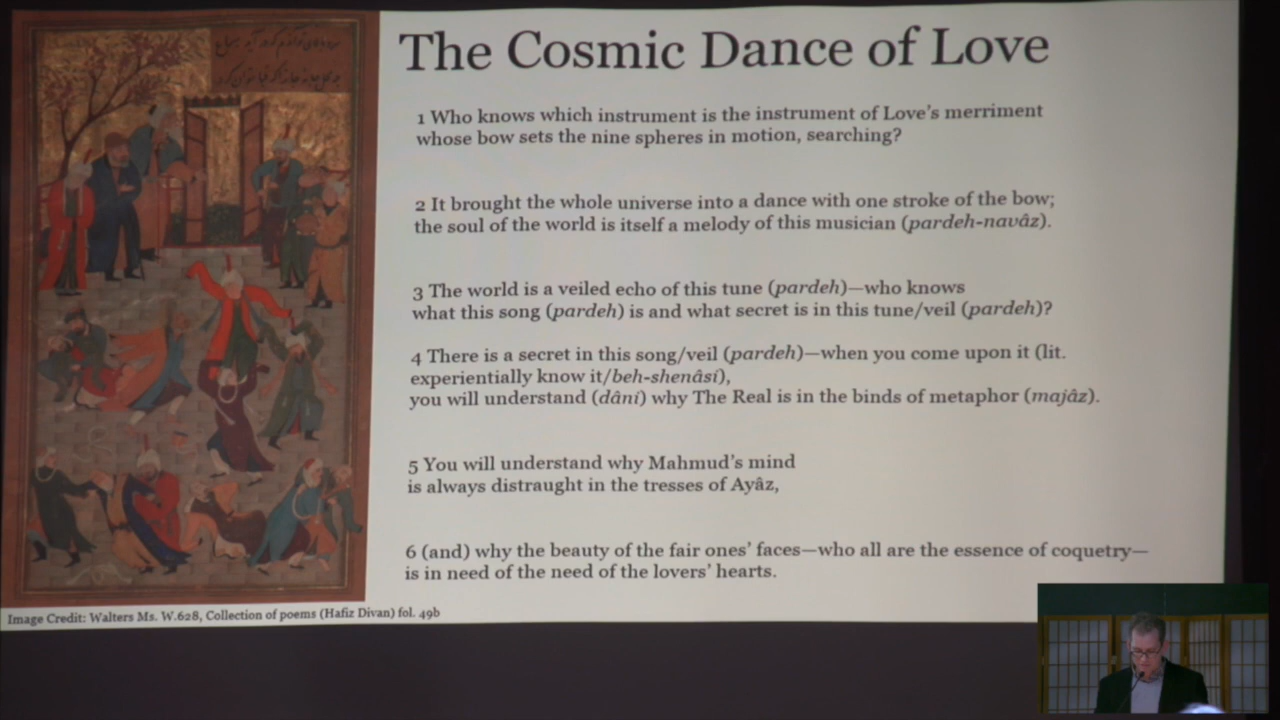 The Cosmic Dance of Love
1 Who knows which instrument is the instrument of Love's merriment
whose bow sets the nine spheres in motion, searching?
2 It brought the whole universe into a dance with one stroke of the bow;
the soul of the world is itself a melody of this musician (pardeh-navâz).
3 The world is a veiled echo of this tune (pardeh)—who knows
what this song (pardeh) is and what secret is in this tune/veil (pardeh)?
4 There is a secret in this song/veil (pardeh)—when you come upon it (lit.
experientially know it/beh-shenâsi),
you will understand (dâni) why The Real is in the binds of metaphor (majâz).
5 You will understand why Mahmud's mind
is always distraught in the tresses of Ayâz,
6 (and) why the beauty of the fair ones' faces—who all are the essence of coquetry—
is in need of the need of the lovers' hearts.
Image Credit: Walters Ms. W.628, Collection of poems (Hafiz Divan) fol. 49b